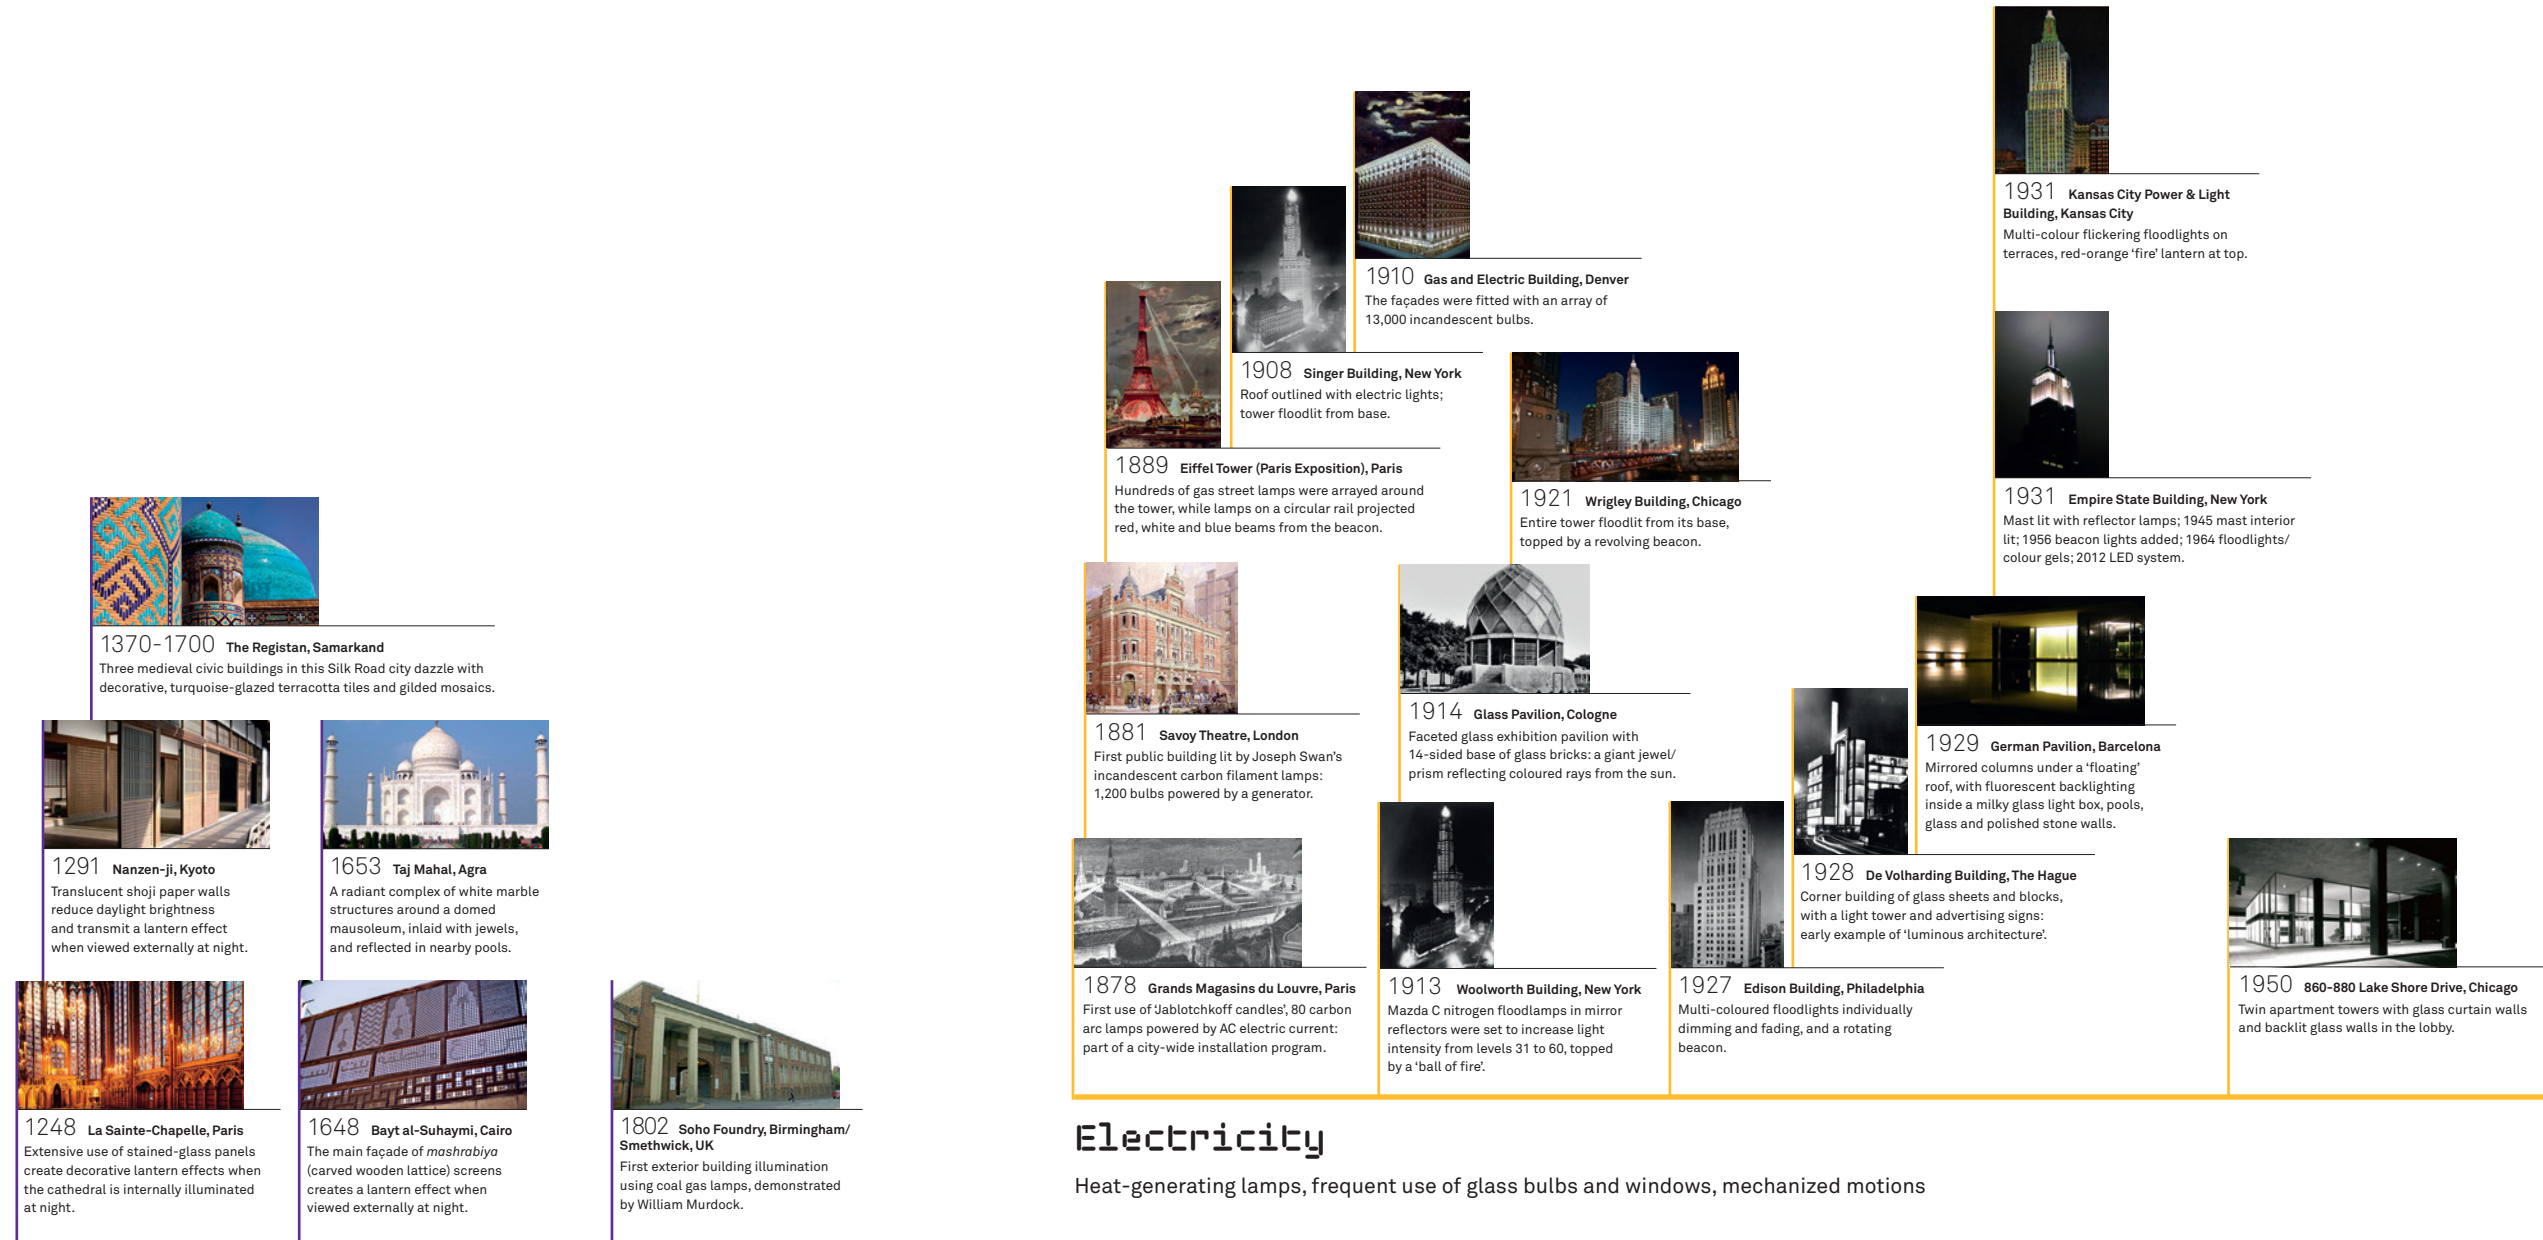 1370-1700 The Registan, Samarkand
Three medieval civic buildings in this Silk Road city dazzle with
decorative, turquoise-glazed terracotta tiles and gilded mosaics.
1291 Nanzen-ji, Kyoto
Translucent shoji paper walls
reduce daylight brightness
and transmit a lantern effect
when viewed externally at night.
1653 Taj Mahal, Agra
A radiant complex of white marble
structures around a domed
mausoleum, inlaid with jewels,
and reflected in nearby pools.
1248 La Sainte-Chapelle, Paris
Extensive use of stained-glass panels
create decorative lantern effects when
the cathedral is internally illuminated
at night.
1648 Bayt al-Suhaymi, Cairo
The main façade of mashrabiya
(carved wooden lattice) screens
creates a lantern effect when
viewed externally at night.
1802 Soho Foundry, Birmingham/
Smethwick, UK
First exterior building illumination
using coal gas lamps, demonstrated
by William Murdock.
1910 Gas and Electric Building, Denver
The façades were fitted with an array of
13,000 incandescent bulbs.
1908 Singer Building, New York
Roof outlined with electric lights;
tower floodlit from base.
1889 Eiffel Tower (Paris Exposition), Paris
Hundreds of gas street lamps were arrayed around
the tower, while lamps on a circular rail projected
red, white and blue beams from the beacon.
1921 Wrigley Building, Chicago
Entire tower floodlit from its base,
topped by a revolving beacon.
1881 Savoy Theatre, London
First public building lit by Joseph Swan's
incandescent carbon filament lamps:
1,200 bulbs powered by a generator.
1914 Glass Pavilion, Cologne
Faceted glass exhibition pavilion with
14-sided base of glass bricks: a giant jewel/
prism reflecting coloured rays from the sun.
1878 Grands Magasins du Louvre, Paris
First use of 'Jablotchkoff candles', 80 carbon
arc lamps powered by AC electric current:
part of a city-wide installation program.
1913 Woolworth Building, New York
Mazda C nitrogen floodlamps in mirror
reflectors were set to increase light
intensity from levels 31 to 60, topped
by a 'ball of fire'.
1927 Edison Building, Philadelphia
Multi-coloured floodlights individually
dimming and fading, and a rotating
beacon.
1931 Kansas City Power & Light
Building, Kansas City
Multi-colour flickering floodlights on
terraces, red-orange 'fire' lantern at top.
1931 Empire State Building, New York
Mast lit with reflector lamps; 1945 mast interior
lit; 1956 beacon lights added; 1964 floodlights/
colour gels; 2012 LED system.
1929 German Pavilion, Barcelona
Mirrored columns under a 'floating'
roof, with fluorescent backlighting
inside a milky glass light box, pools,
glass and polished stone walls.
1928 De Volharding Building, The Hague
Corner building of glass sheets and blocks,
with a light tower and advertising signs:
early example of 'luminous architecture'.
1950 860-880 Lake Shore Drive, Chicago
Twin apartment towers with glass curtain walls
and backlit glass walls in the lobby.
Electricity
Heat-generating lamps, frequent use of glass bulbs and windows, mechanized motions